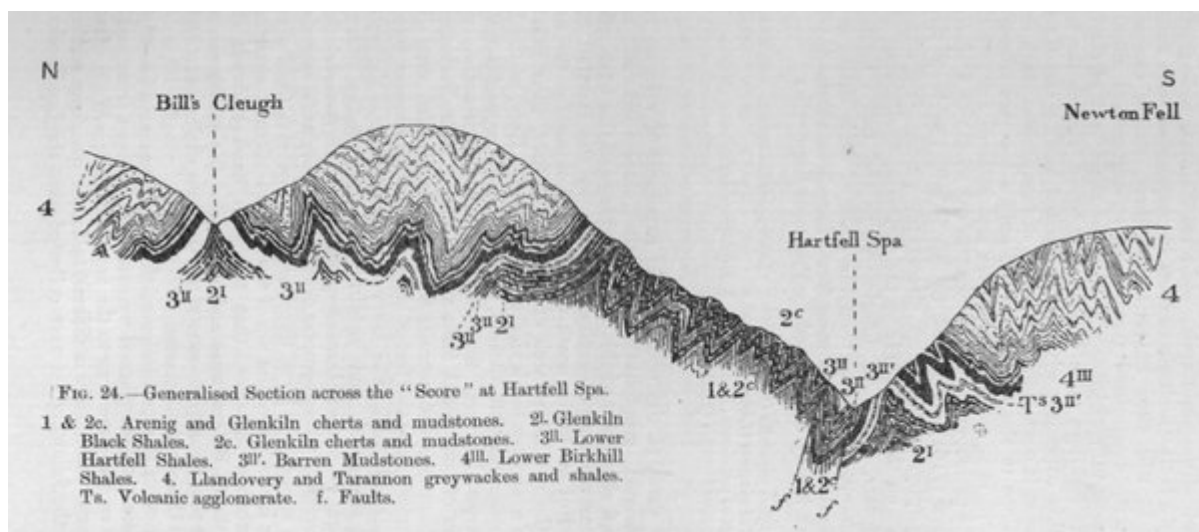 N
S
Bill's Cleugh
Newton Fell
4
Hartfell Spa
3ᴵᴵ 2ᴵ 3ᴵᴵ
3ᴵᴵ 3ᴵᴵ 2ᴵ
2ᶜ
1&2ᶜ
3ᴵᴵ 3ᴵᴵ 3ᴵᴵ'
4
4ᴵᴵᴵ
Tˢ 3ᴵᴵ'
2ᴵ
1&2ᶜ
f f
FIG. 24.—Generalised Section across the "Score" at Hartfell Spa.
1 & 2c. Arenig and Glenkiln cherts and mudstones. 2ᴵ. Glenkiln
Black Shales. 2c. Glenkiln cherts and mudstones. 3ᴵᴵ. Lower
Hartfell Shales. 3ᴵᴵ'. Barren Mudstones. 4ᴵᴵᴵ. Lower Birkhill
Shales. 4. Llandovery and Tarannon greywackes and shales.
Ts. Volcanic agglomerate. f. Faults.